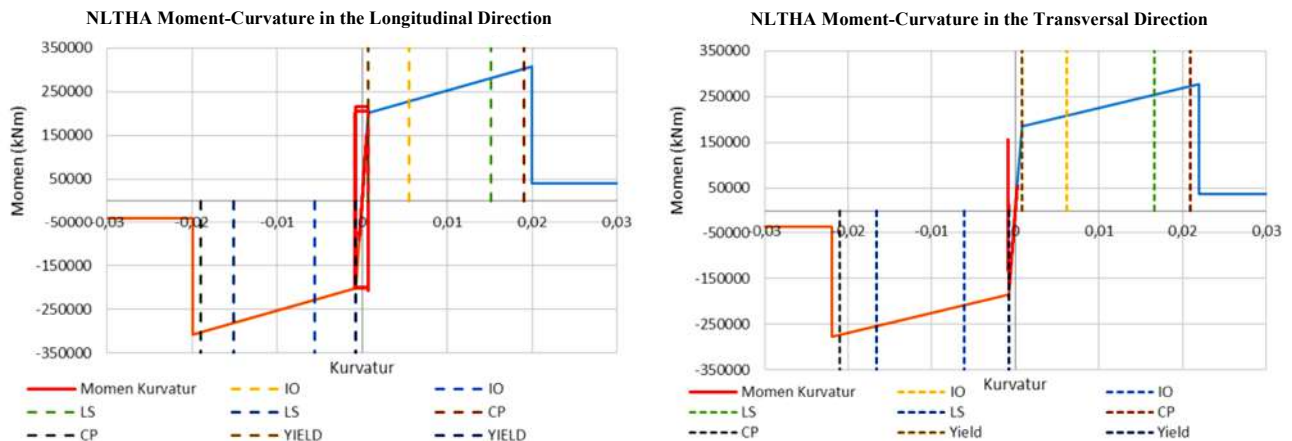 NLTHA Moment-Curvature in the Longitudinal Direction
350000
250000
150000
50000
-50000
-150000
-250000
-350000
Momen (kNm)
-0,03
-0,02
-0,01
0
0,01
0,02
0,03
Kurvatur
Momen Kurvatur
IO
IO
LS
LS
CP
CP
YIELD
YIELD
NLTHA Moment-Curvature in the Transversal Direction
350000
250000
150000
50000
-50000
-150000
-250000
-350000
Momen (kNm)
-0,03
-0,02
-0,01
0
0,01
0,02
0,03
Kurvatur
Momen Kurvatur
IO
IO
LS
LS
CP
CP
Yield
Yield